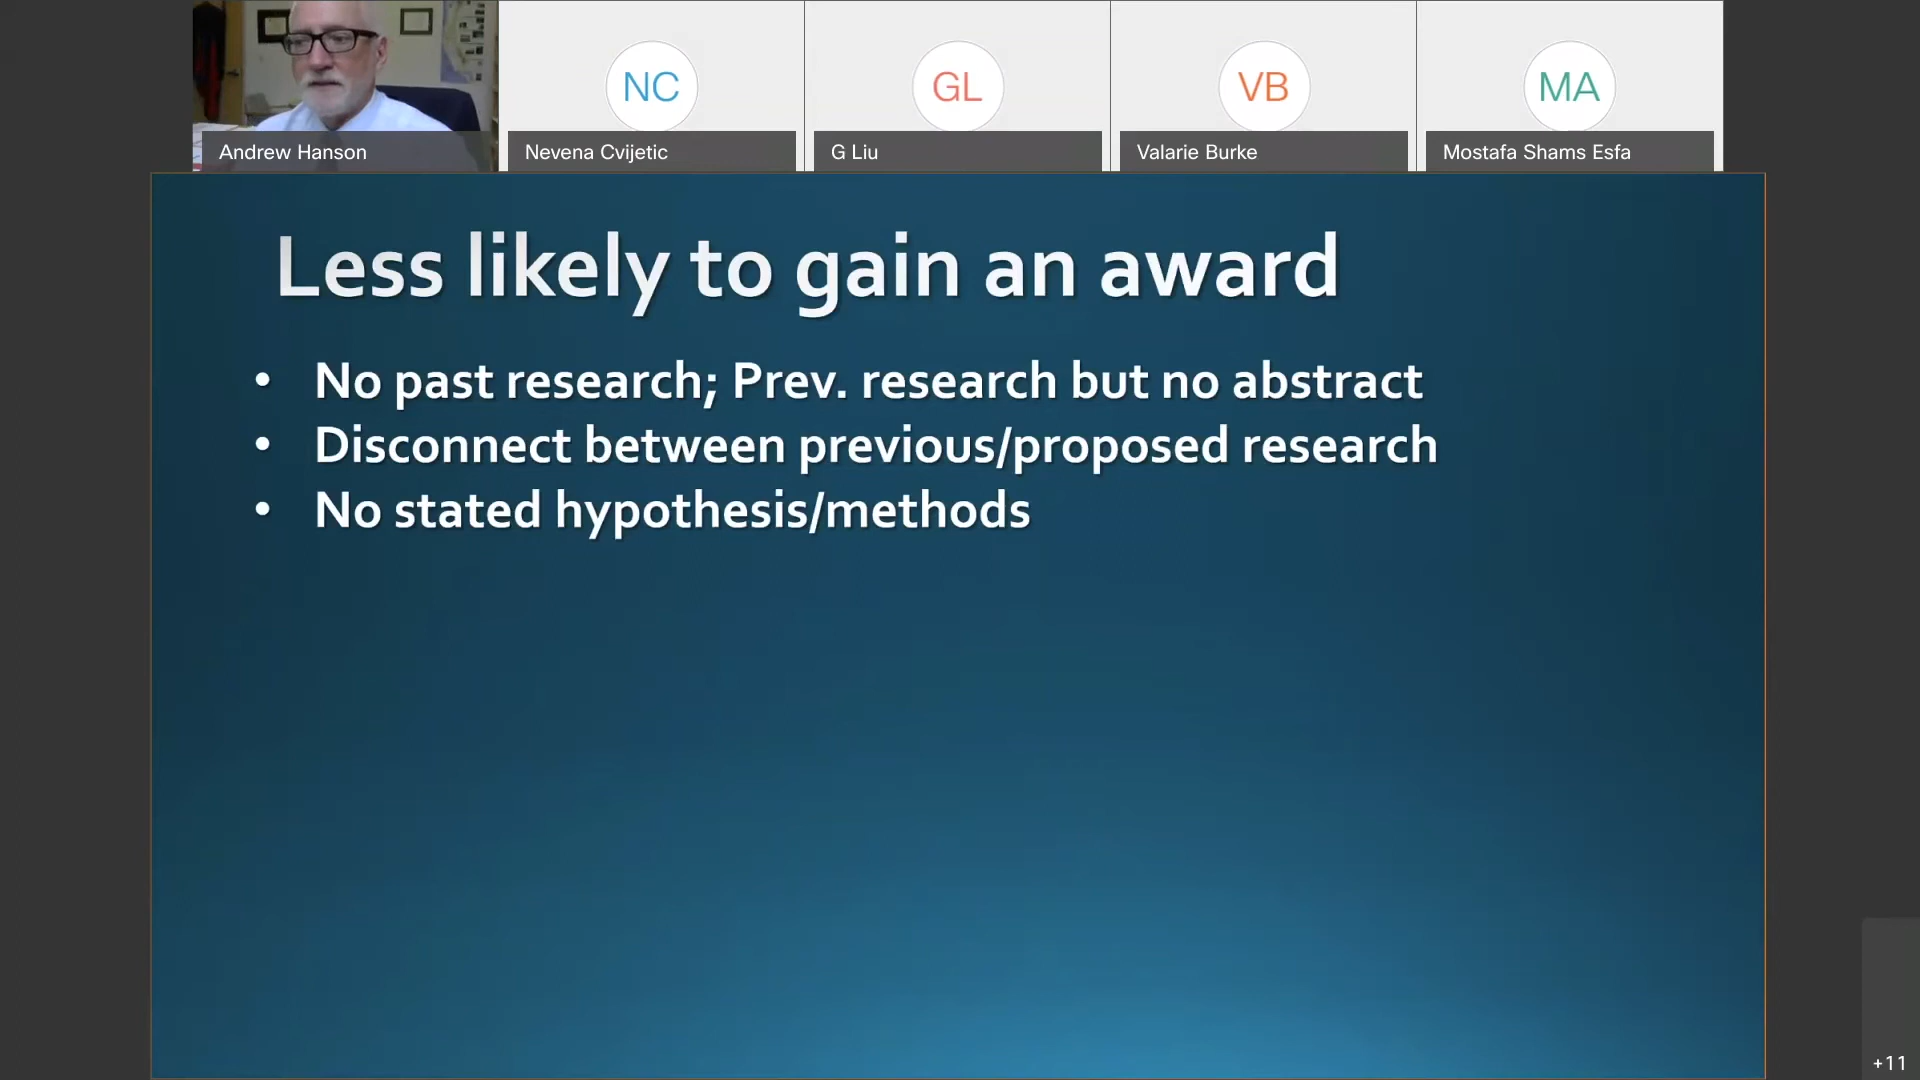 NC
GL
VB
MA
Andrew Hanson
Nevena Cvijetic
G Liu
Valarie Burke
Mostafa Shams Esfa
Less likely to gain an award
• No past research; Prev. research but no abstract
• Disconnect between previous/proposed research
• No stated hypothesis/methods
+11